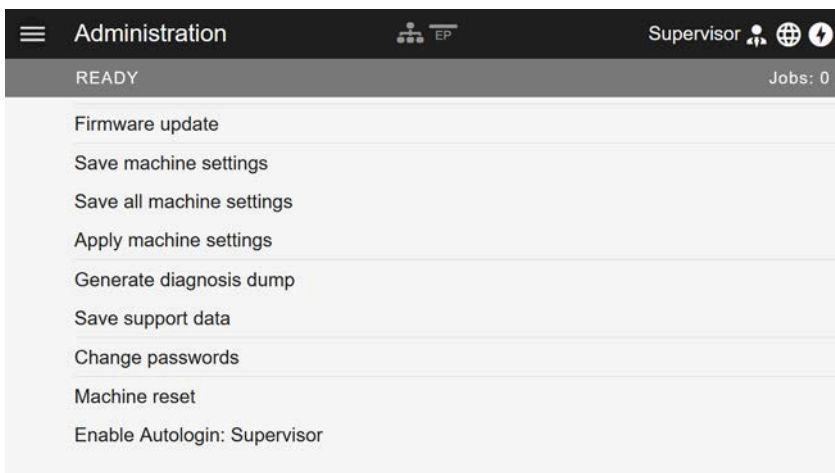 Administration EP Supervisor
READY Jobs: 0
Firmware update
Save machine settings
Save all machine settings
Apply machine settings
Generate diagnosis dump
Save support data
Change passwords
Machine reset
Enable Autologin: Supervisor